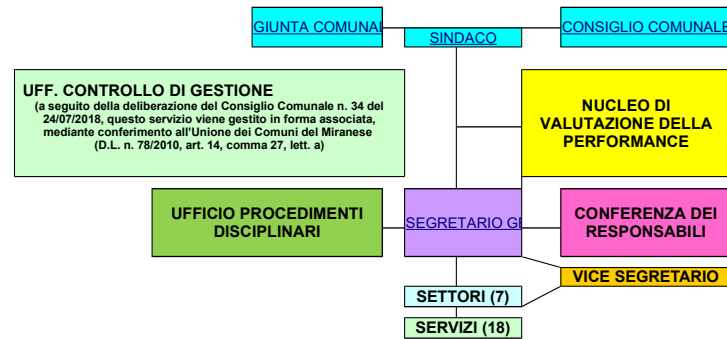 GIUNTA COMUNAL
SINDACO
CONSIGLIO COMUNALE
UFF. CONTROLLO DI GESTIONE
(a seguito della deliberazione del Consiglio Comunale n. 34 del
24/07/2018, questo servizio viene gestito in forma associata,
mediante conferimento all'Unione dei Comuni del Miranese
(D.L. n. 78/2010, art. 14, comma 27, lett. a)
NUCLEO DI
VALUTAZIONE DELLA
PERFORMANCE
UFFICIO PROCEDIMENTI
DISCIPLINARI
SEGRETARIO GE
CONFERENZA DEI
RESPONSABILI
VICE SEGRETARIO
SETTORI (7)
SERVIZI (18)